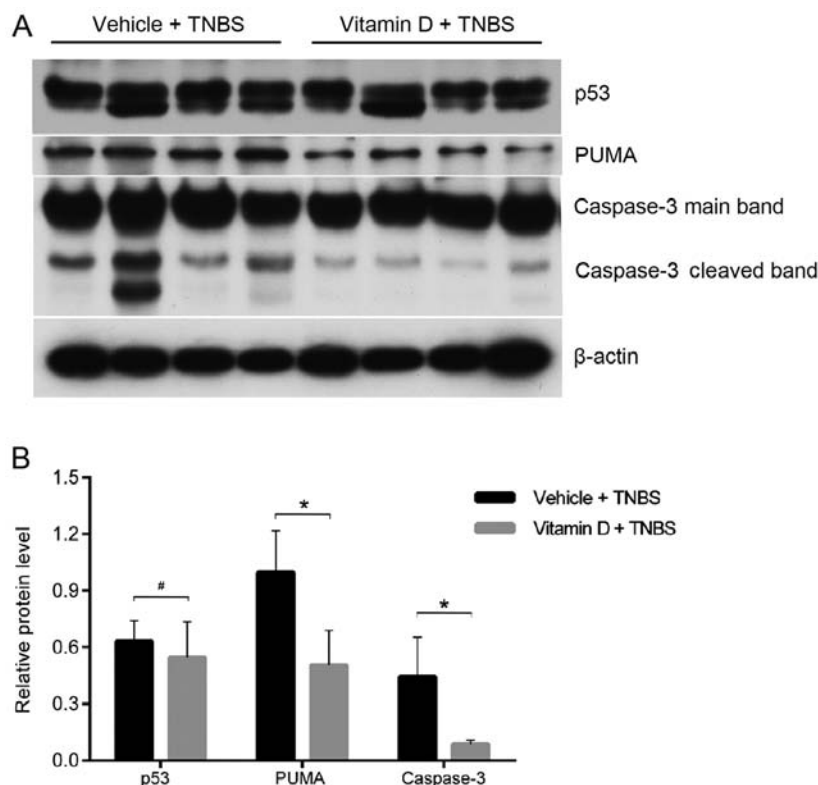 A
Vehicle + TNBS
Vitamin D + TNBS
p53
PUMA
Caspase-3 main band
Caspase-3 cleaved band
β-actin
B
Relative protein level
1.5
1.2
0.9
0.6
0.3
0.0
#
*
*
Vehicle + TNBS
Vitamin D + TNBS
p53
PUMA
Caspase-3